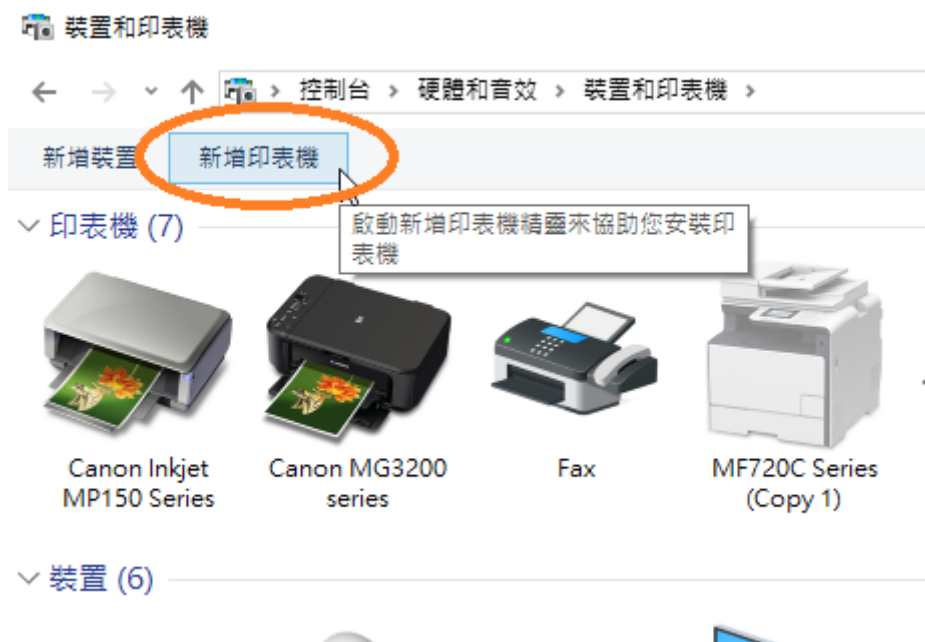 裝置和印表機
控制台 › 硬體和音效 › 裝置和印表機 ›
新增裝置 新增印表機
印表機 (7)
啟動新增印表機精靈來協助您安裝印
表機
Canon Inkjet
MP150 Series
Canon MG3200
series
Fax
MF720C Series
(Copy 1)
裝置 (6)